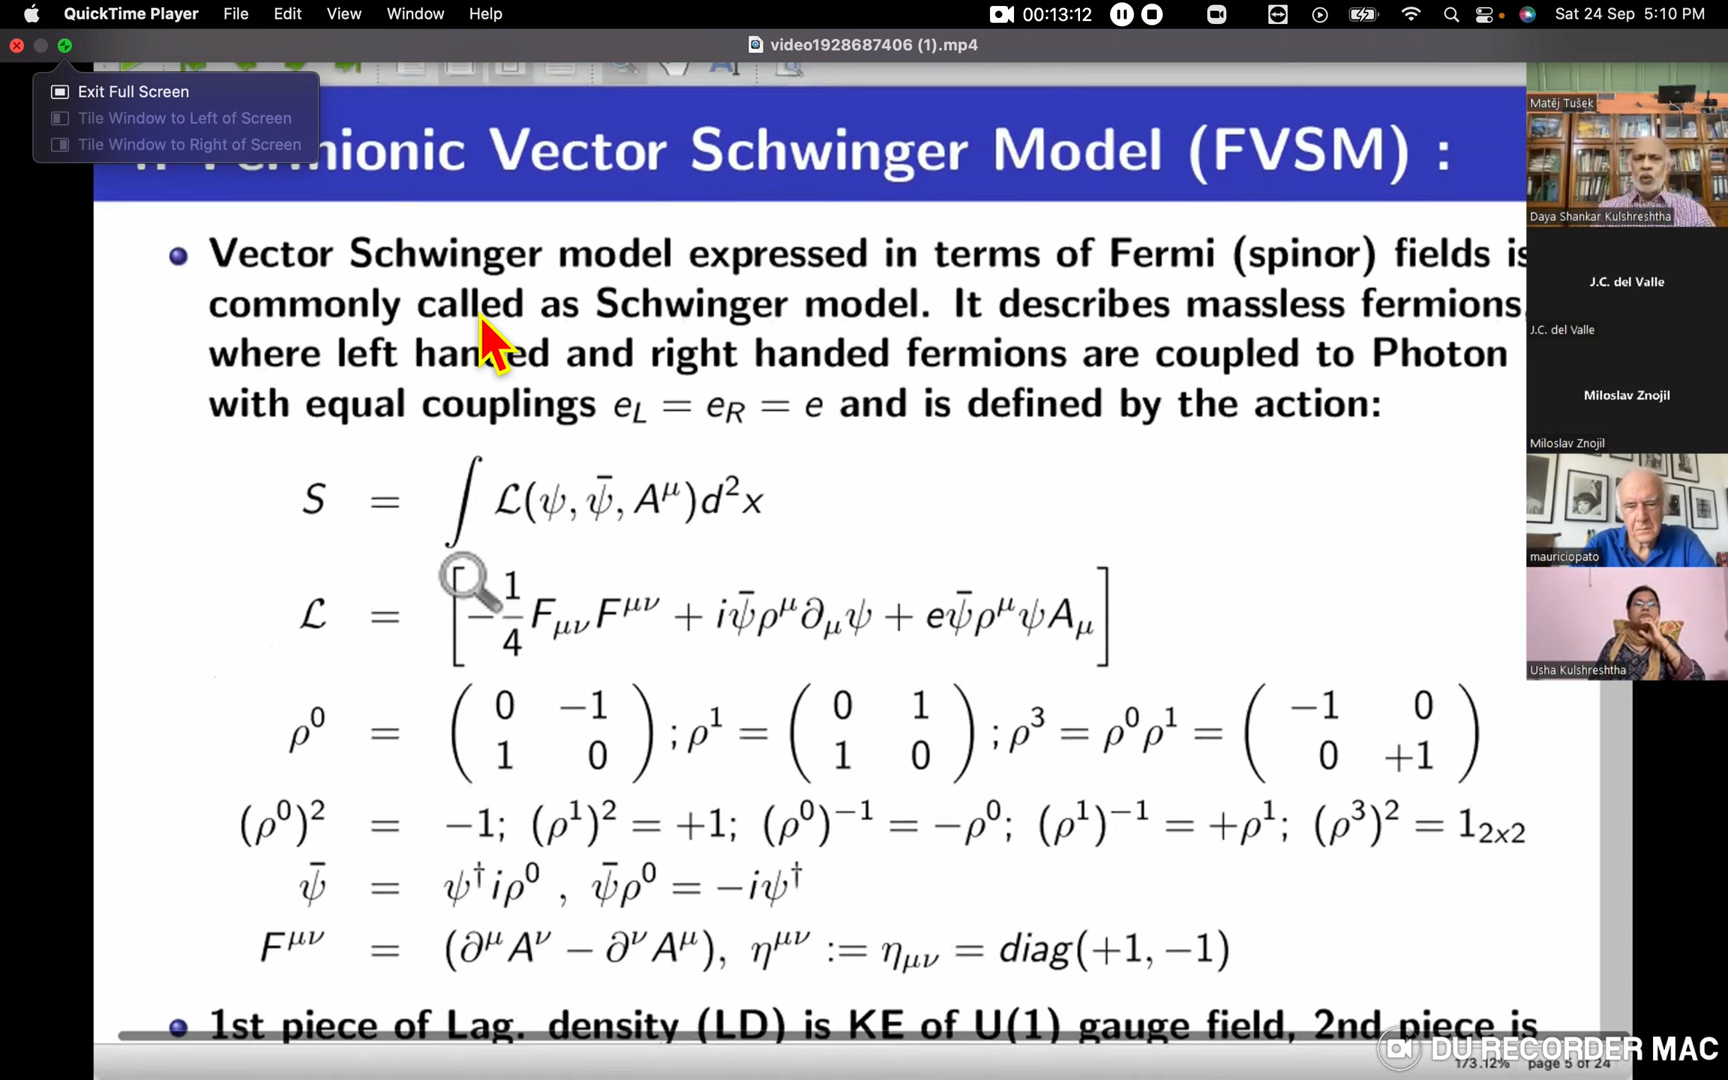 QuickTime Player File Edit View Window Help 00:13:12 Sat 24 Sep 5:10 PM
video1928687406 (1).mp4
Exit Full Screen
Tile Window to Left of Screen
Tile Window to Right of Screen
Vector Schwinger Model (FVSM) :
Vector Schwinger model expressed in terms of Fermi (spinor) fields is
commonly called as Schwinger model. It describes massless fermions,
where left handed and right handed fermions are coupled to Photon
with equal couplings e_L = e_R = e and is defined by the action:
S = ∫ ℒ(ψ, ψ̄, A^μ)d²x
ℒ = [−1/4 F_μν F^μν + iψ̄ρ^μ∂_μψ + eψ̄ρ^μψA_μ]
ρ⁰ = (0 −1; 1 0) ; ρ¹ = (0 1; 1 0) ; ρ³ = ρ⁰ρ¹ = (−1 0; 0 +1)
(ρ⁰)² = −1; (ρ¹)² = +1; (ρ⁰)⁻¹ = −ρ⁰; (ρ¹)⁻¹ = +ρ¹; (ρ³)² = 1_2x2
ψ̄ = ψ†iρ⁰ , ψ̄ρ⁰ = −iψ†
F^μν = (∂^μA^ν − ∂^νA^μ), η^μν := η_μν = diag(+1, −1)
1st piece of Lag. density (LD) is KE of U(1) gauge field, 2nd piece is
Matěj Tušek
Daya Shankar Kulshreshtha
J.C. del Valle
J.C. del Valle
Miloslav Znojil
Miloslav Znojil
mauriciopato
Usha Kulshreshtha
DU RECORDER MAC
173.12% page 5 of 24